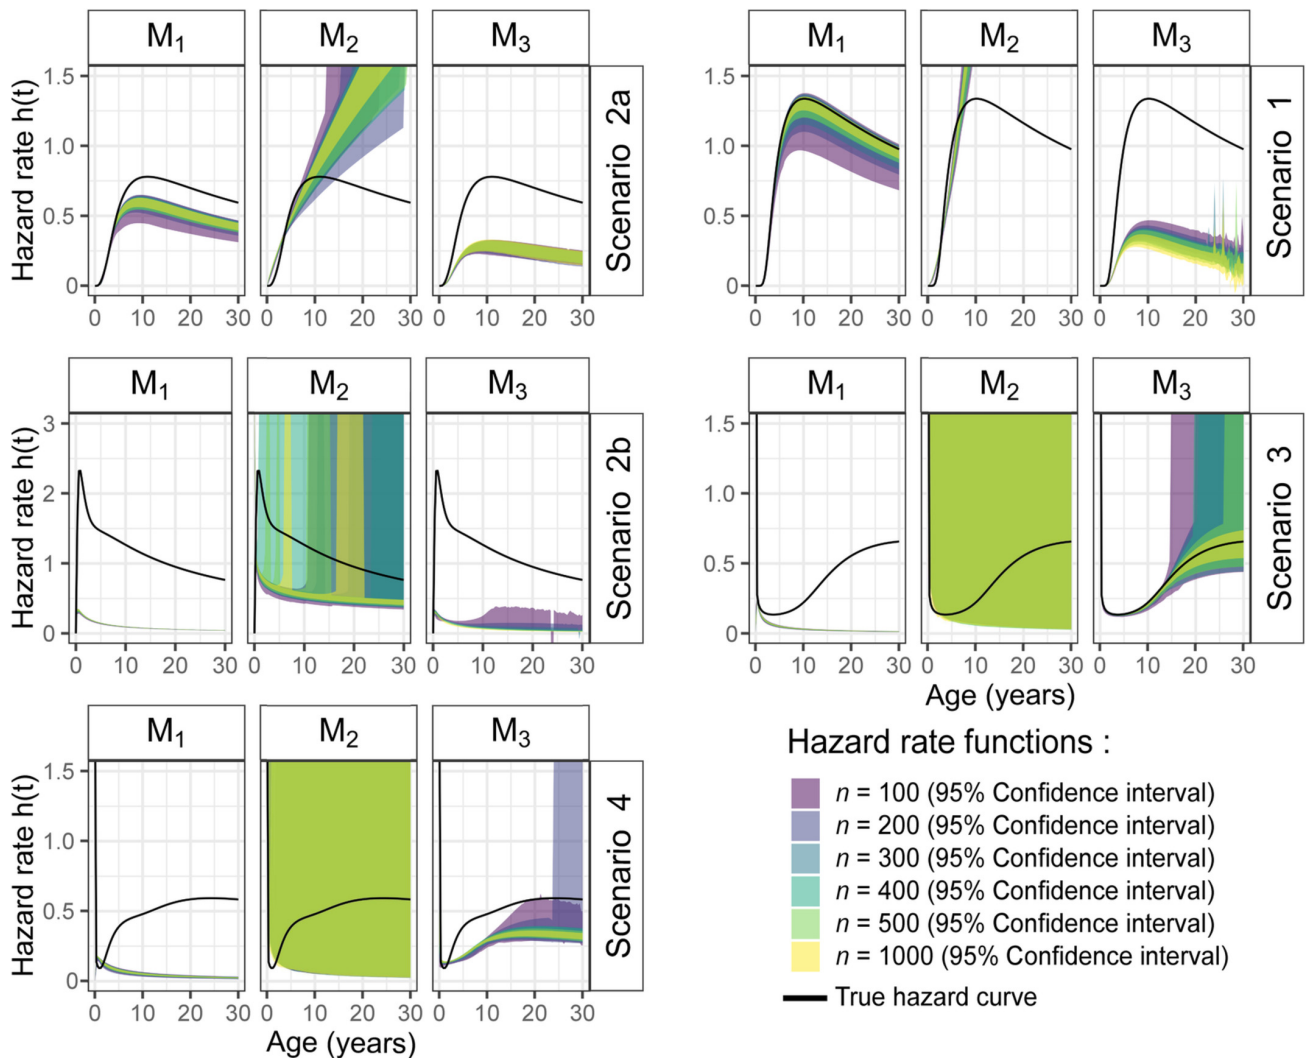 M1 M2 M3
Hazard rate h(t)
1.5
1.0
0.5
0
0 10 20 30 0 10 20 30 0 10 20 30
Scenario 2a
M1 M2 M3
1.5
1.0
0.5
0
0 10 20 30 0 10 20 30 0 10 20 30
Scenario 1
M1 M2 M3
Hazard rate h(t)
3
2
1
0
0 10 20 30 0 10 20 30 0 10 20 30
Scenario 2b
M1 M2 M3
1.5
1.0
0.5
0
0 10 20 30 0 10 20 30 0 10 20 30
Scenario 3
Age (years)
M1 M2 M3
Hazard rate h(t)
1.5
1.0
0.5
0
0 10 20 30 0 10 20 30 0 10 20 30
Scenario 4
Age (years)
Hazard rate functions :
n = 100 (95% Confidence interval)
n = 200 (95% Confidence interval)
n = 300 (95% Confidence interval)
n = 400 (95% Confidence interval)
n = 500 (95% Confidence interval)
n = 1000 (95% Confidence interval)
True hazard curve